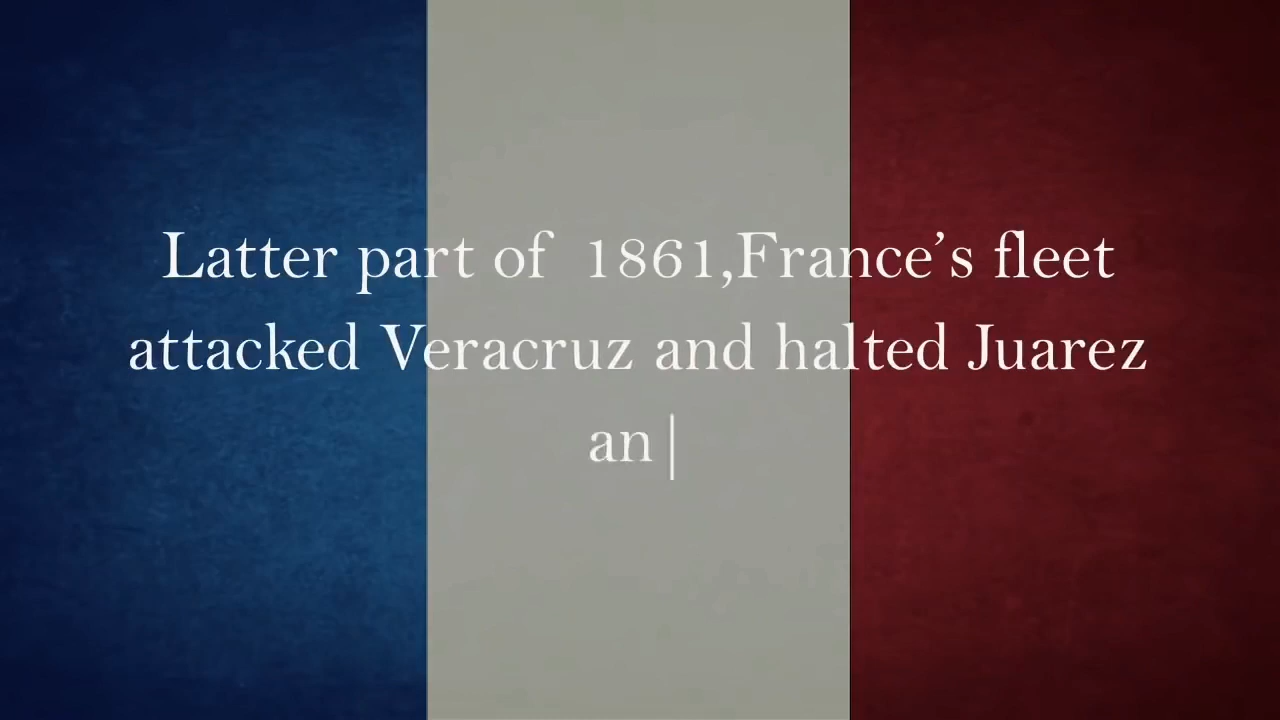 Latter part of 1861,France's fleet
attacked Veracruz and halted Juarez
an